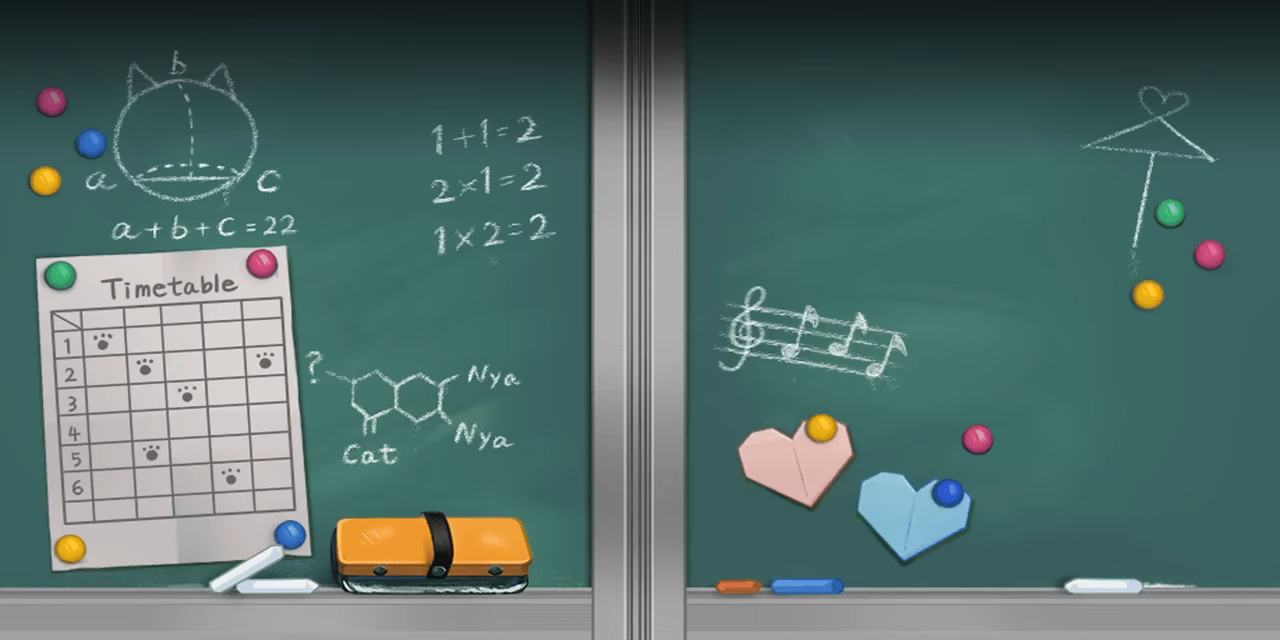 b
a c
a+b+c=22
1+1=2
2×1=2
1×2=2
Timetable
1
2
3
4
5
6
?
Nya
Nya
Cat